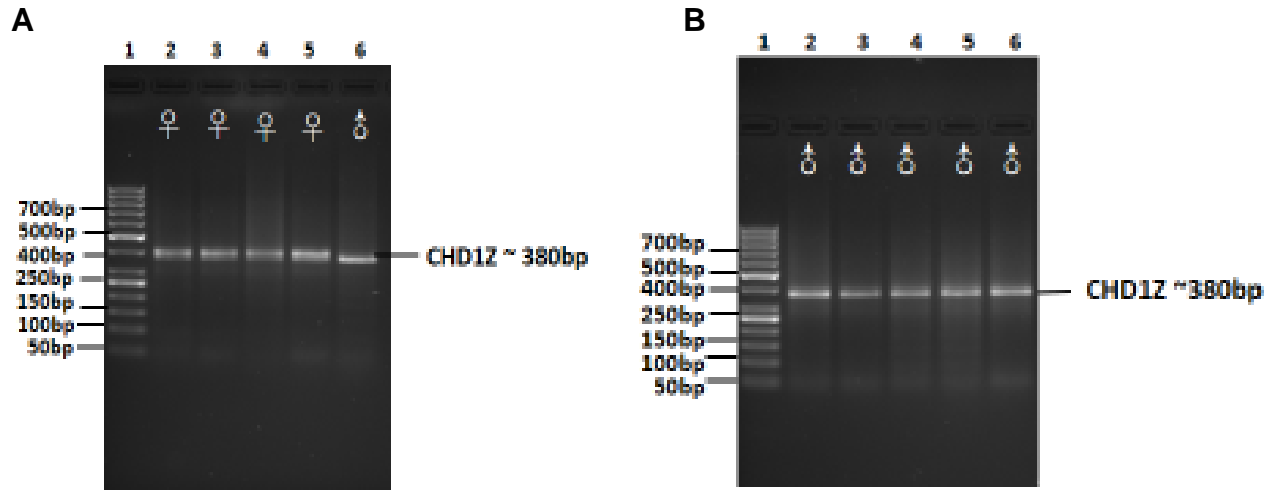 A
1 2 3 4 5 6
♀ ♀ ♀ ♀ ♂
700bp
500bp
400bp
250bp
150bp
100bp
50bp
CHD1Z ~ 380bp
B
1 2 3 4 5 6
♂ ♂ ♂ ♂ ♂
700bp
500bp
400bp
250bp
150bp
100bp
50bp
CHD1Z ~380bp